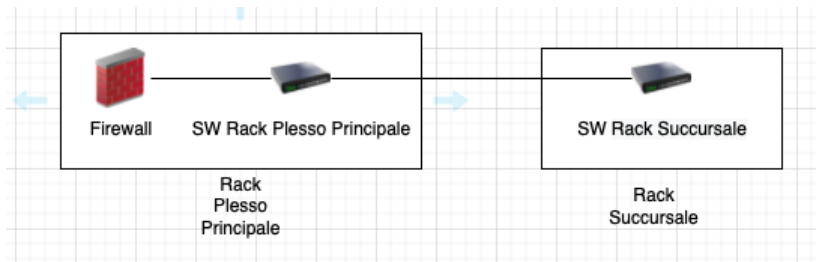 Firewall
SW Rack Plesso Principale
SW Rack Succursale
Rack
Plesso
Principale
Rack
Succursale